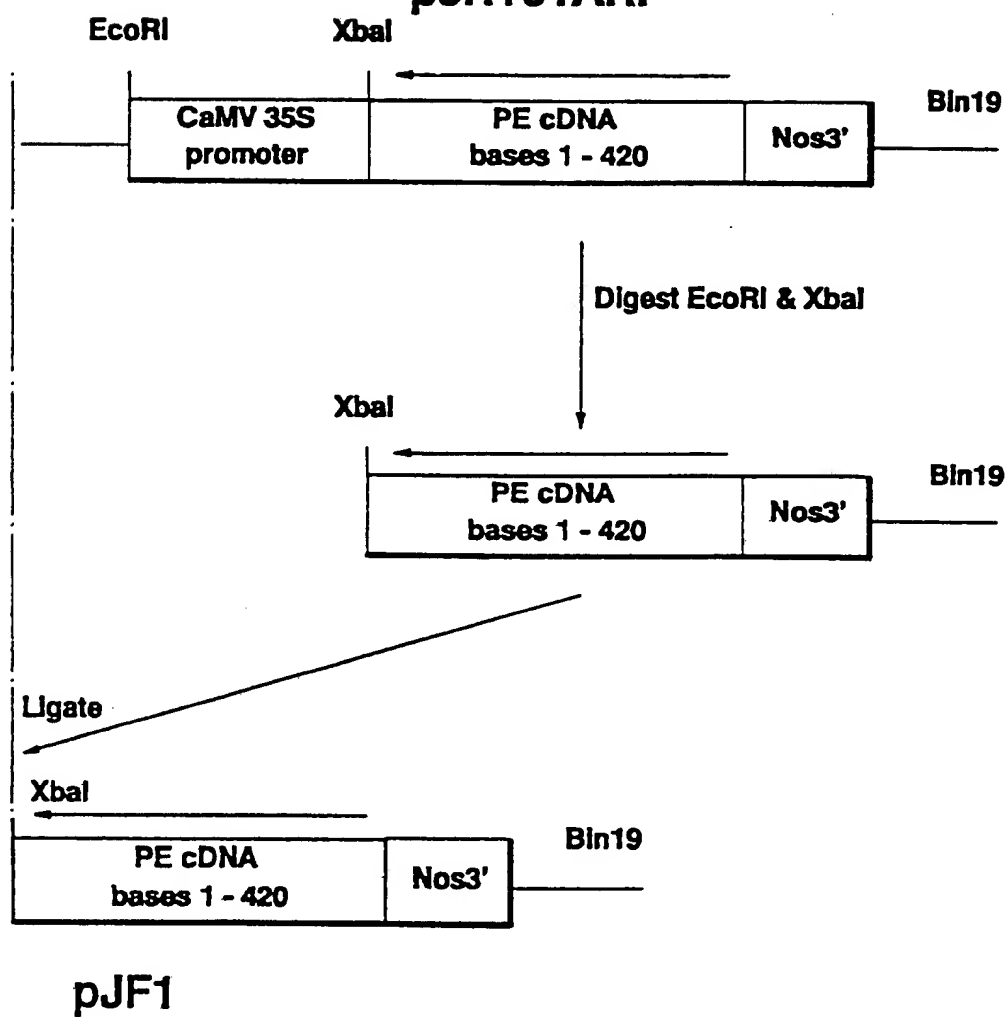 EcoRI
XbaI
CaMV 35S
promoter
PE cDNA
bases 1 - 420
Nos3'
Bin19
Digest EcoRI & XbaI
XbaI
PE cDNA
bases 1 - 420
Nos3'
Bin19
Ligate
XbaI
PE cDNA
bases 1 - 420
Nos3'
Bin19
pJF1